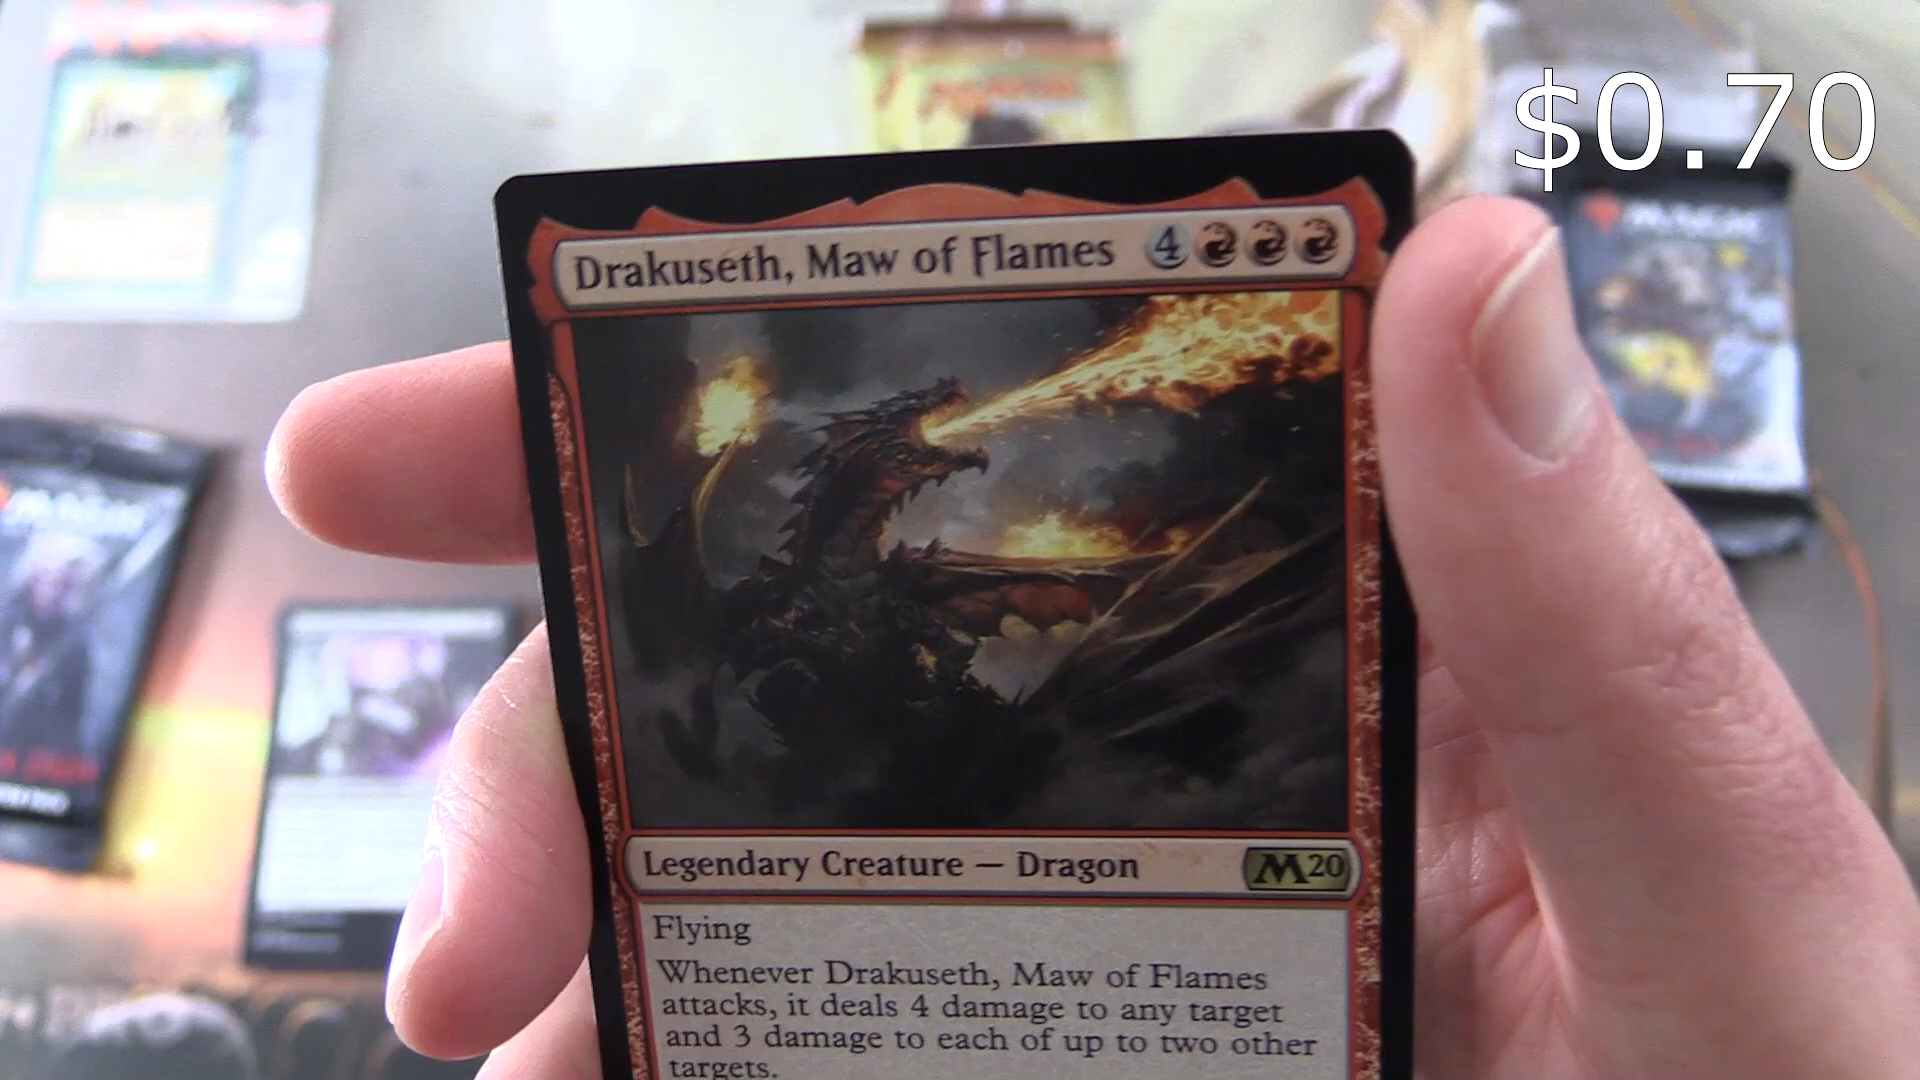 $0.70
MAGIC
Drakuseth, Maw of Flames 4
Legendary Creature — Dragon M20
Flying
Whenever Drakuseth, Maw of Flames
attacks, it deals 4 damage to any target
and 3 damage to each of up to two other
targets.